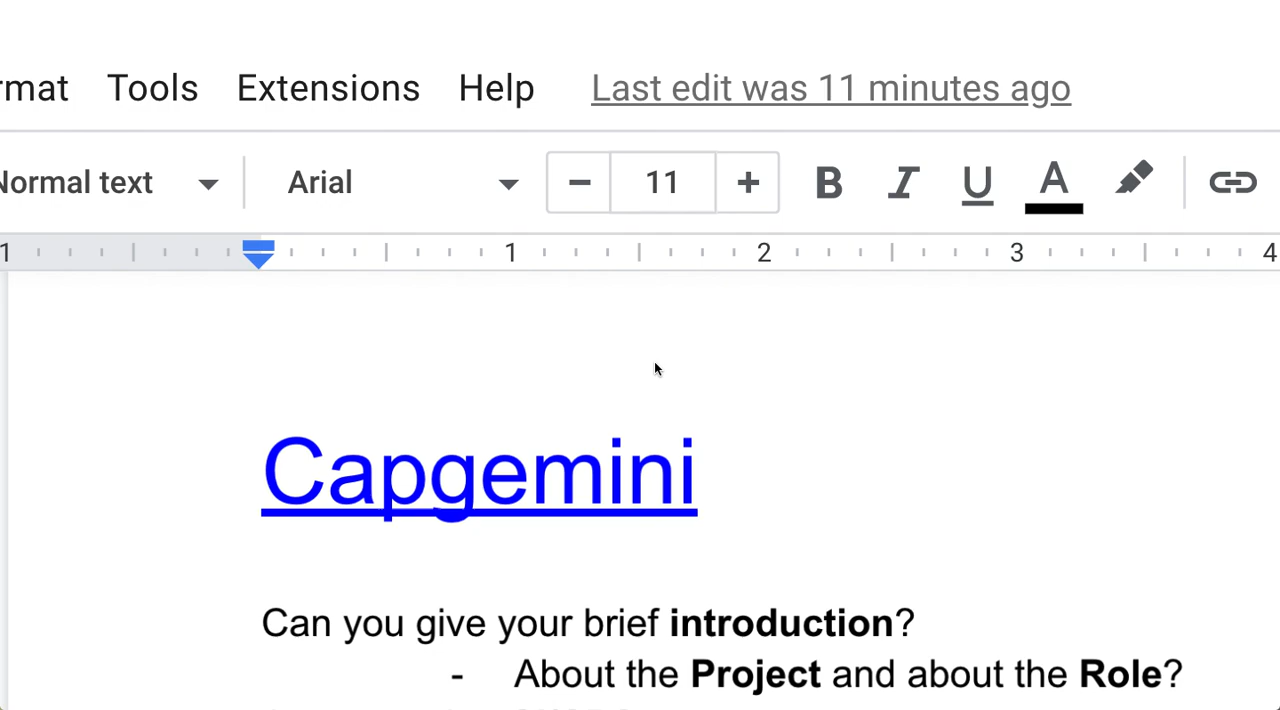 rmat Tools Extensions Help Last edit was 11 minutes ago
Normal text Arial − 11 + B I U A
1 1 2 3 4
Capgemini
Can you give your brief introduction?
- About the Project and about the Role?